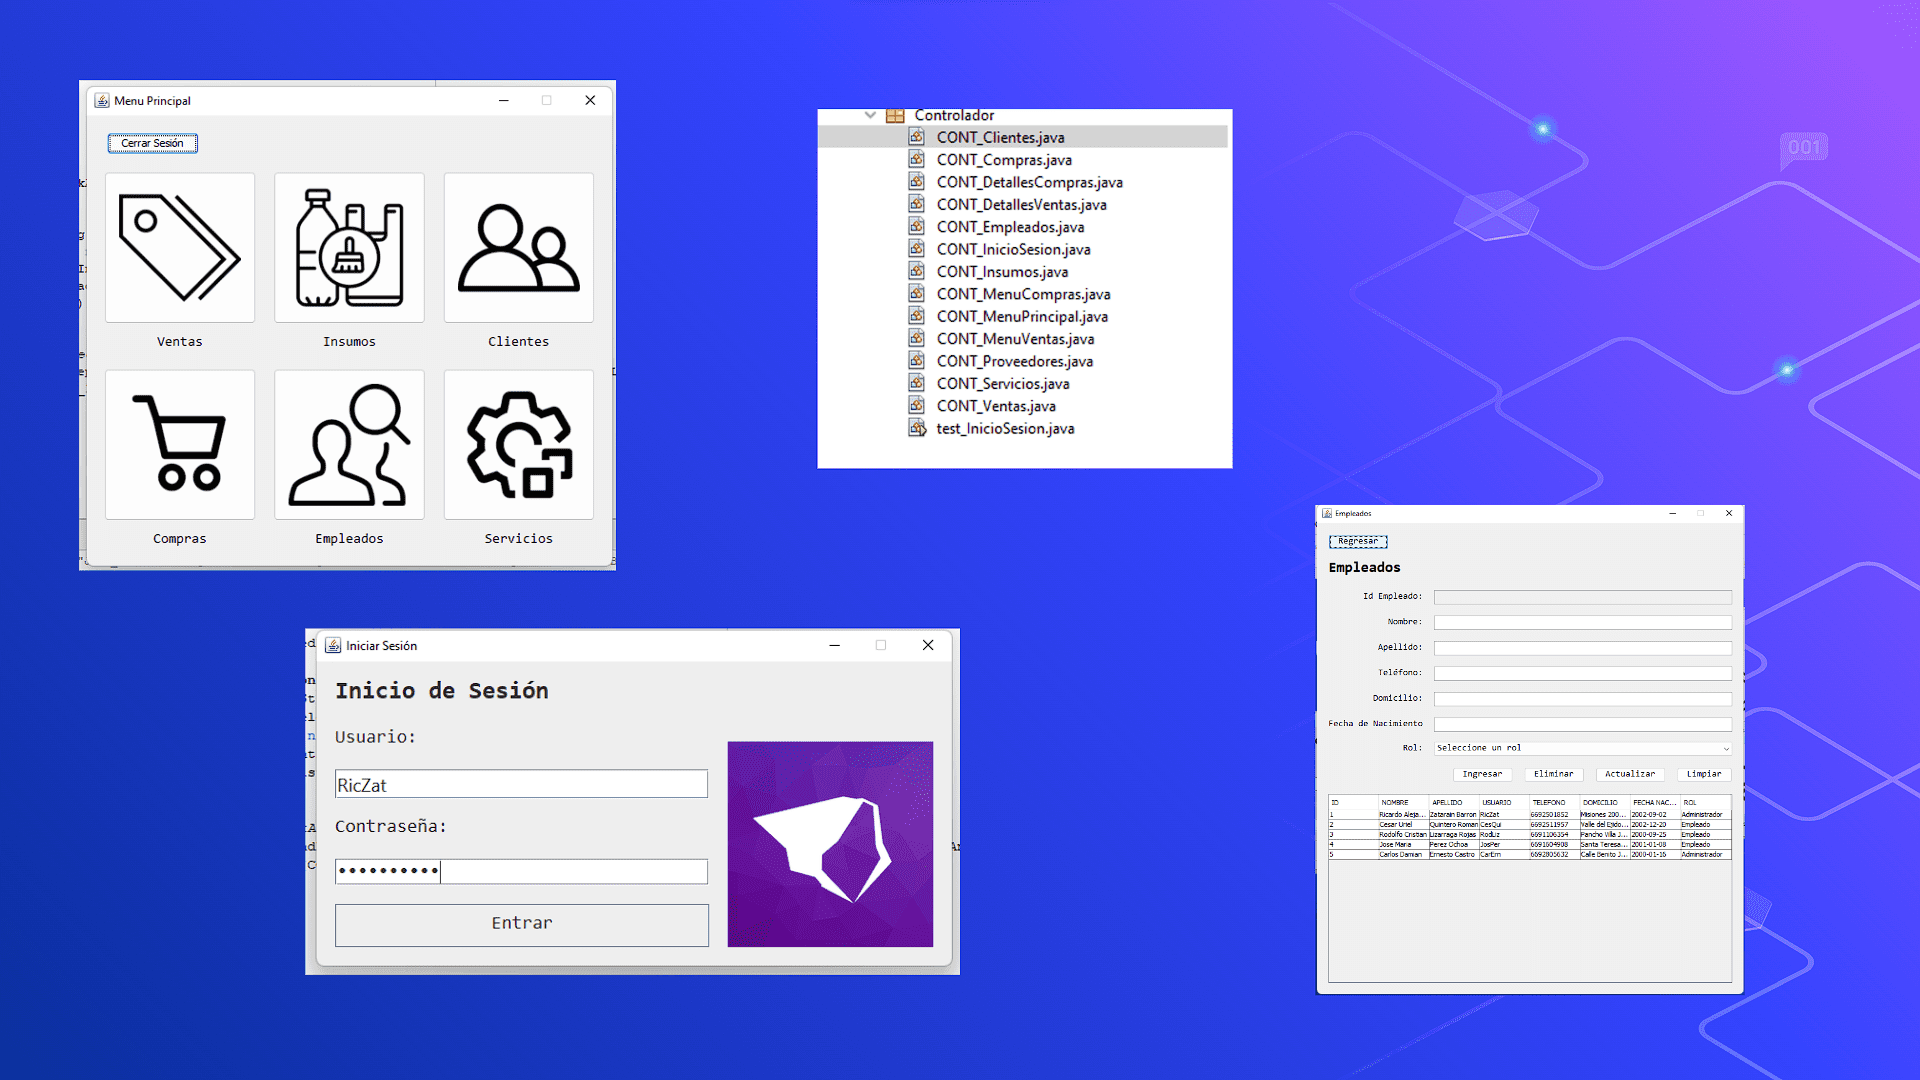 Menu Principal
Cerrar Sesión
Ventas
Insumos
Clientes
Compras
Empleados
Servicios
Controlador
CONT_Clientes.java
CONT_Compras.java
CONT_DetallesCompras.java
CONT_DetallesVentas.java
CONT_Empleados.java
CONT_InicioSesion.java
CONT_Insumos.java
CONT_MenuCompras.java
CONT_MenuPrincipal.java
CONT_MenuVentas.java
CONT_Proveedores.java
CONT_Servicios.java
CONT_Ventas.java
test_InicioSesion.java
001
Iniciar Sesión
Inicio de Sesión
Usuario:
RicZat
Contraseña:
Entrar
Empleados
Regresar
Empleados
Id Empleado:
Nombre:
Apellido:
Teléfono:
Domicilio:
Fecha de Nacimiento
Rol: Seleccione un rol
Ingresar Eliminar Actualizar Limpiar
ID NOMBRE APELLIDO USUARIO TELEFONO DOMICILIO FECHA NAC... ROL
1 Ricardo Aleja... Zatarain Barron RicZat 6692501852 Misiones 200... 2002-09-02 Administrador
2 Cesar Uriel Quintero Roman CesQui 6692511957 Valle del Ejido... 2002-12-20 Empleado
3 Rodolfo Cristian Lizarraga Rojas RodLiz 6691106354 Pancho Villa J... 2000-09-25 Empleado
4 Jose Maria Perez Ochoa JosPer 6691604908 Santa Teresa... 2001-01-08 Empleado
5 Carlos Damian Ernesto Castro CarErn 6692805632 Calle Benito J... 2000-01-16 Administrador